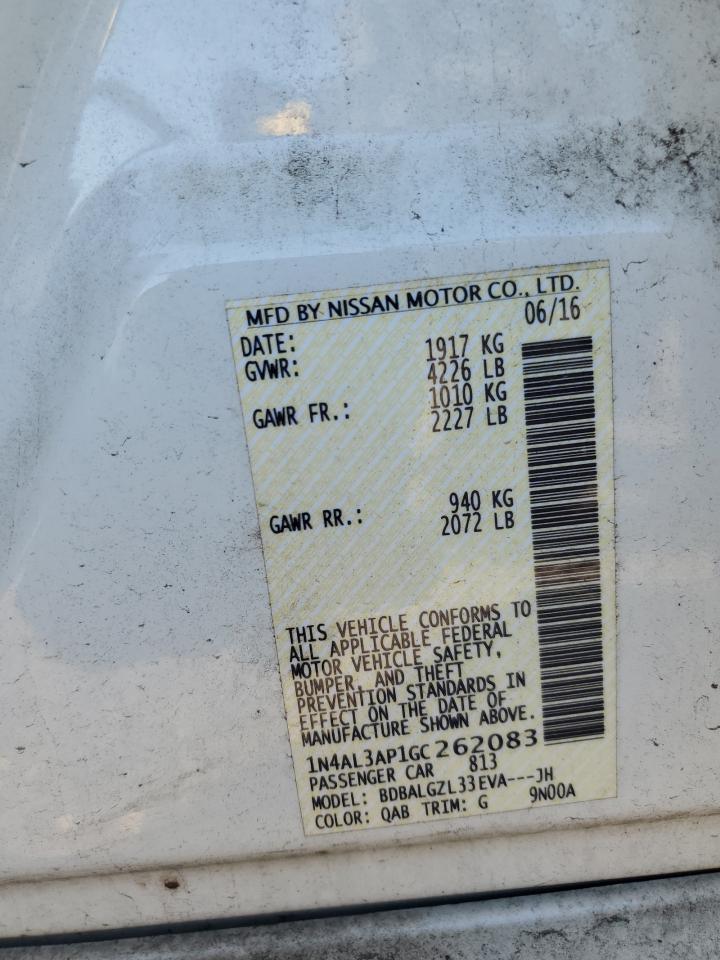 MFD BY NISSAN MOTOR CO., LTD.
DATE: 06/16
GVWR: 1917 KG
4226 LB
GAWR FR.: 1010 KG
2227 LB
GAWR RR.: 940 KG
2072 LB
THIS VEHICLE CONFORMS TO
ALL APPLICABLE FEDERAL
MOTOR VEHICLE SAFETY,
BUMPER, AND THEFT
PREVENTION STANDARDS IN
EFFECT ON THE DATE OF
MANUFACTURE SHOWN ABOVE.
1N4AL3AP1GC262083
PASSENGER CAR 813
MODEL: BDBALGZL33EVA---JH
COLOR: QAB TRIM: G 9N00A